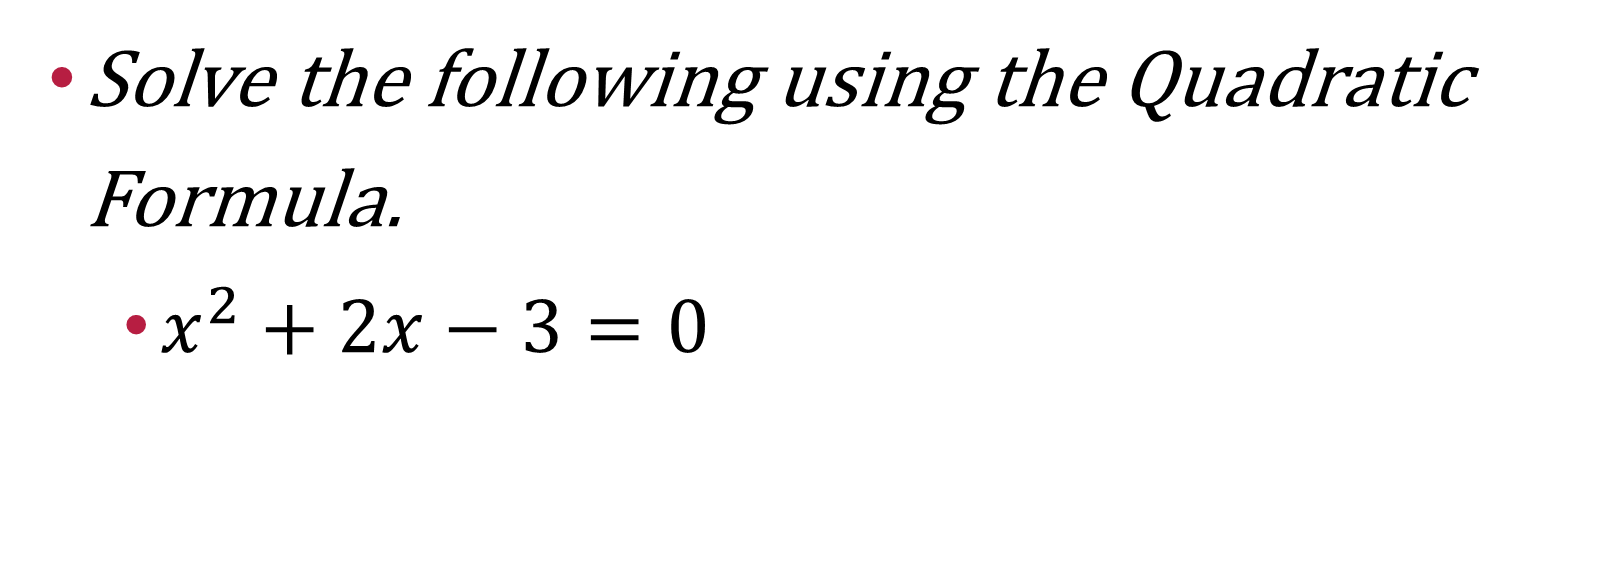 • Solve the following using the Quadratic
Formula.
• x² + 2x − 3 = 0